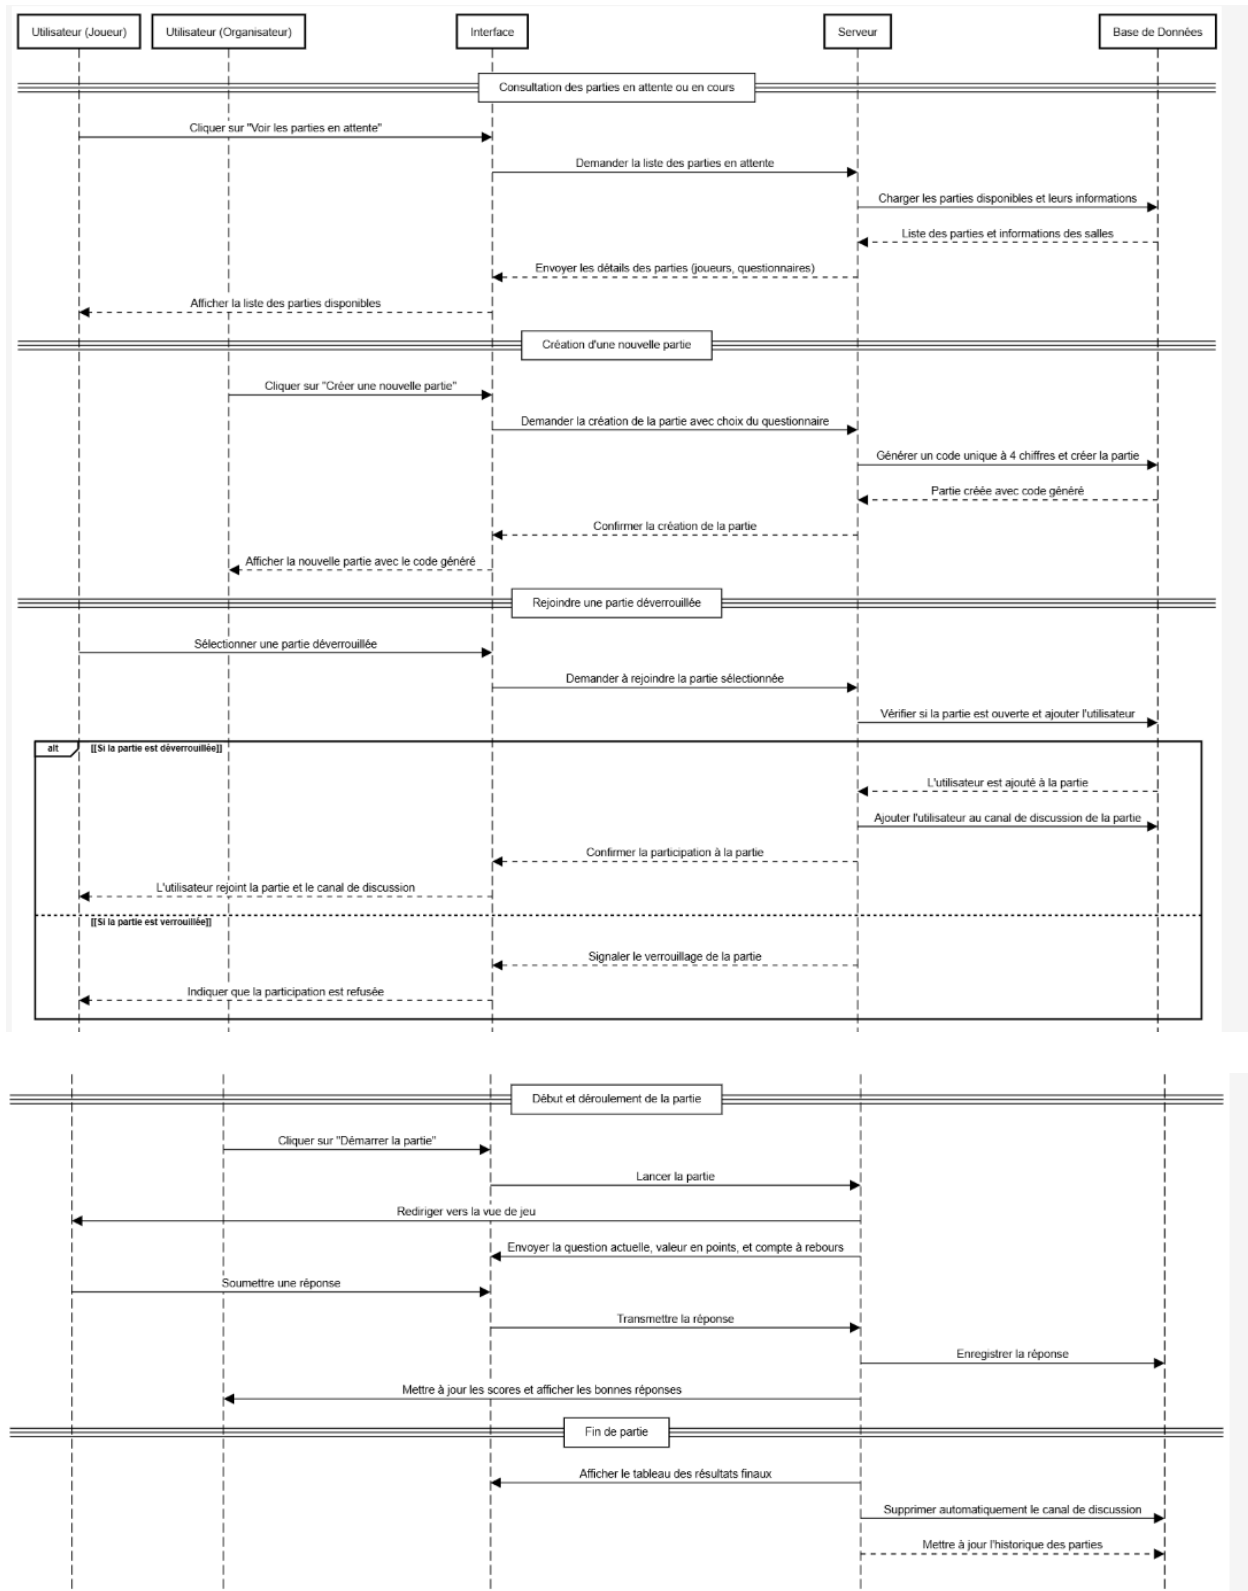 Utilisateur (Joueur)
Utilisateur (Organisateur)
Interface
Serveur
Base de Données
Consultation des parties en attente ou en cours
Cliquer sur "Voir les parties en attente"
Demander la liste des parties en attente
Charger les parties disponibles et leurs informations
Liste des parties et informations des salles
Envoyer les détails des parties (joueurs, questionnaires)
Afficher la liste des parties disponibles
Création d'une nouvelle partie
Cliquer sur "Créer une nouvelle partie"
Demander la création de la partie avec choix du questionnaire
Générer un code unique à 4 chiffres et créer la partie
Partie créée avec code généré
Confirmer la création de la partie
Afficher la nouvelle partie avec le code généré
Rejoindre une partie déverrouillée
Sélectionner une partie déverrouillée
Demander à rejoindre la partie sélectionnée
Vérifier si la partie est ouverte et ajouter l'utilisateur
alt
[[Si la partie est déverrouillée]]
L'utilisateur est ajouté à la partie
Ajouter l'utilisateur au canal de discussion de la partie
Confirmer la participation à la partie
L'utilisateur rejoint la partie et le canal de discussion
[[Si la partie est verrouillée]]
Signaler le verrouillage de la partie
Indiquer que la participation est refusée
Début et déroulement de la partie
Cliquer sur "Démarrer la partie"
Lancer la partie
Rediriger vers la vue de jeu
Envoyer la question actuelle, valeur en points, et compte à rebours
Soumettre une réponse
Transmettre la réponse
Enregistrer la réponse
Mettre à jour les scores et afficher les bonnes réponses
Fin de partie
Afficher le tableau des résultats finaux
Supprimer automatiquement le canal de discussion
Mettre à jour l'historique des parties